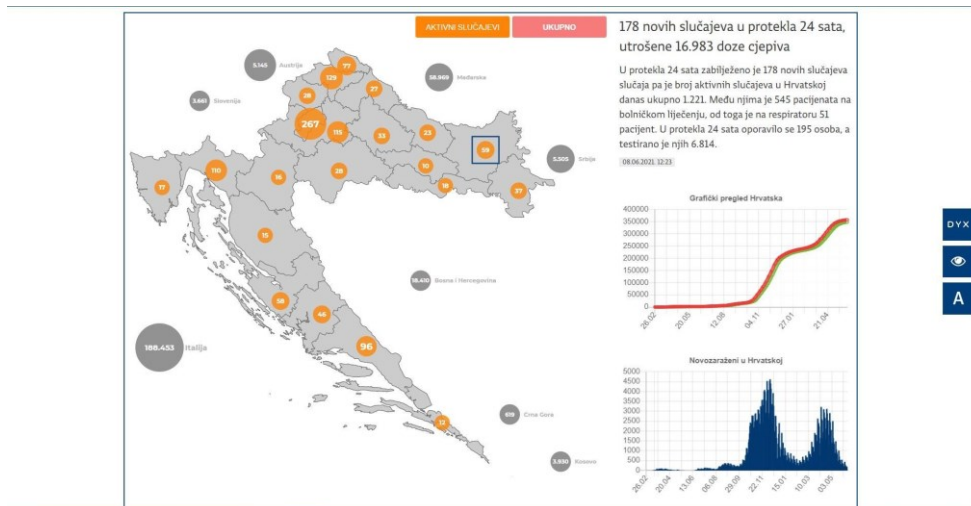 AKTIVNI SLUČAJEVI
UKUPNO
178 novih slučajeva u protekla 24 sata,
utrošene 16.983 doze cjepiva
U protekla 24 sata zabilježeno je 178 novih slučajeva
slučaja pa je broj aktivnih slučajeva u Hrvatskoj
danas ukupno 1.221. Među njima je 545 pacijenata na
bolničkom liječenju, od toga je na respiratoru 51
pacijent. U protekla 24 sata oporavilo se 195 osoba, a
testirano je njih 6.814.
08.06.2021. 12:23
5.145 Austrija
3.661 Slovenija
38.969 Mađarska
5.505 Srbija
18.410 Bosna i Hercegovina
188.453 Italija
619 Crna Gora
3.930 Kosovo
77
129
27
28
267
115
33
23
59
10
18
37
28
36
110
17
15
58
46
96
12
Grafički pregled Hrvatska
400000
350000
300000
250000
200000
150000
100000
50000
0
26.02
20.05
12.08
04.11
27.01
21.04
Novozaraženi u Hrvatskoj
5000
4500
4000
3500
3000
2500
2000
1500
1000
500
0
26.02
20.04
13.06
06.08
29.09
22.11
15.01
10.03
03.05
DYX
A